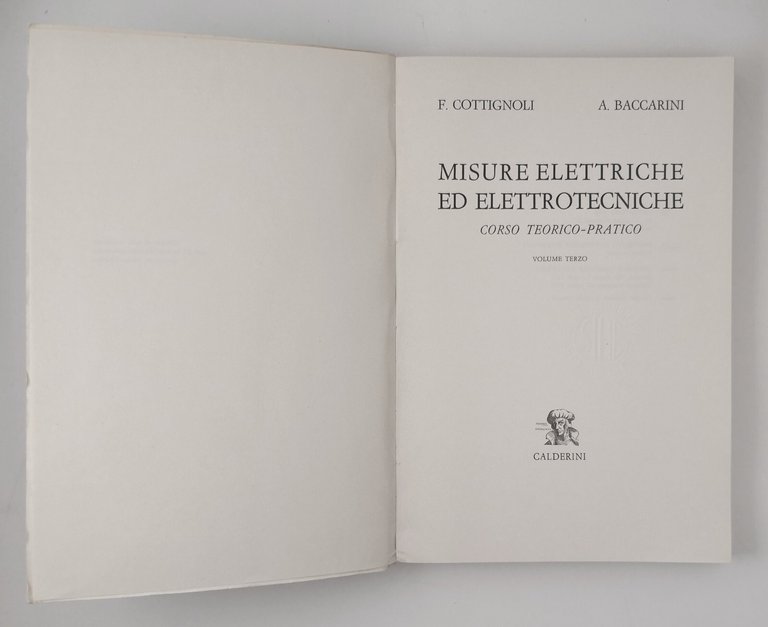 F. COTTIGNOLI A. BACCARINI
MISURE ELETTRICHE
ED ELETTROTECNICHE
CORSO TEORICO-PRATICO
VOLUME TERZO
CALDERINI